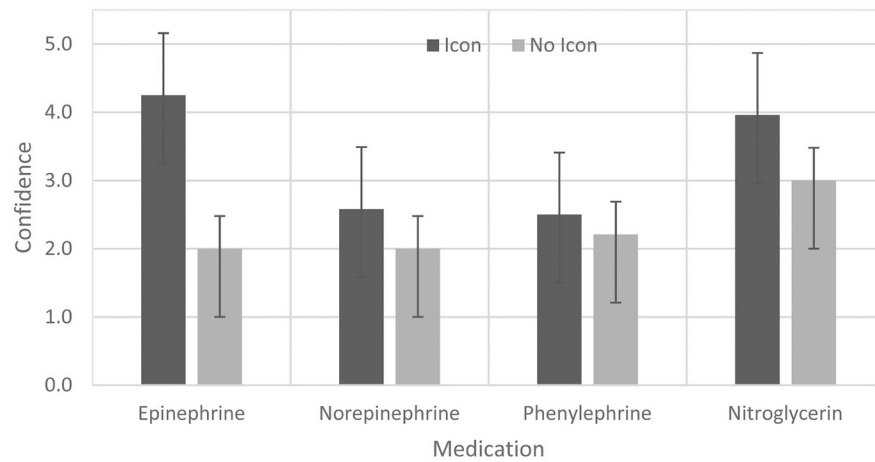 5.0
4.0
3.0
2.0
1.0
0.0
Confidence
Icon No Icon
Epinephrine Norepinephrine Phenylephrine Nitroglycerin
Medication